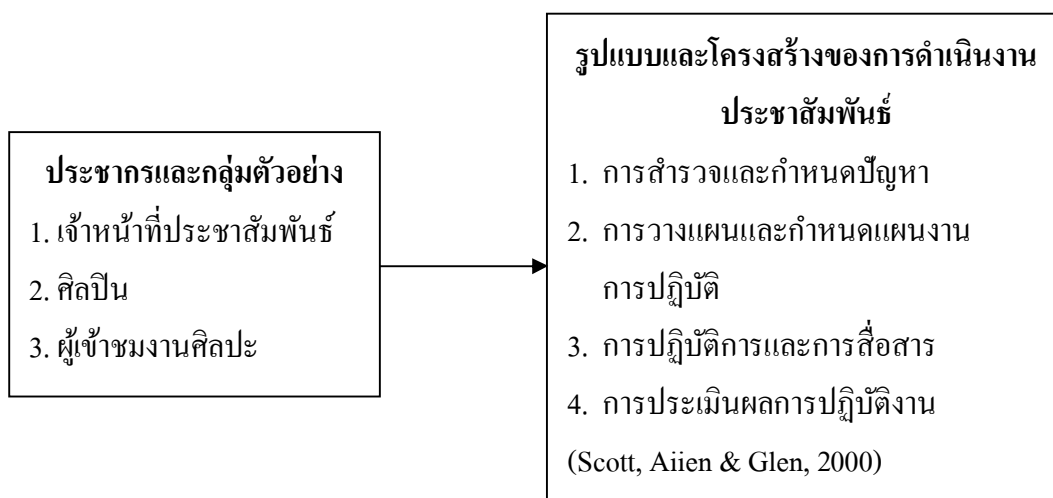 ประชากรและกลุ่มตัวอย่าง
1. เจ้าหน้าที่ประชาสัมพันธ์
2. ศิลปิน
3. ผู้เข้าชมงานศิลปะ
รูปแบบและโครงสร้างของการดำเนินงาน
ประชาสัมพันธ์
1. การสำรวจและกำหนดปัญหา
2. การวางแผนและกำหนดแผนงาน
การปฏิบัติ
3. การปฏิบัติการและการสื่อสาร
4. การประเมินผลการปฏิบัติงาน
(Scott, Aiien & Glen, 2000)